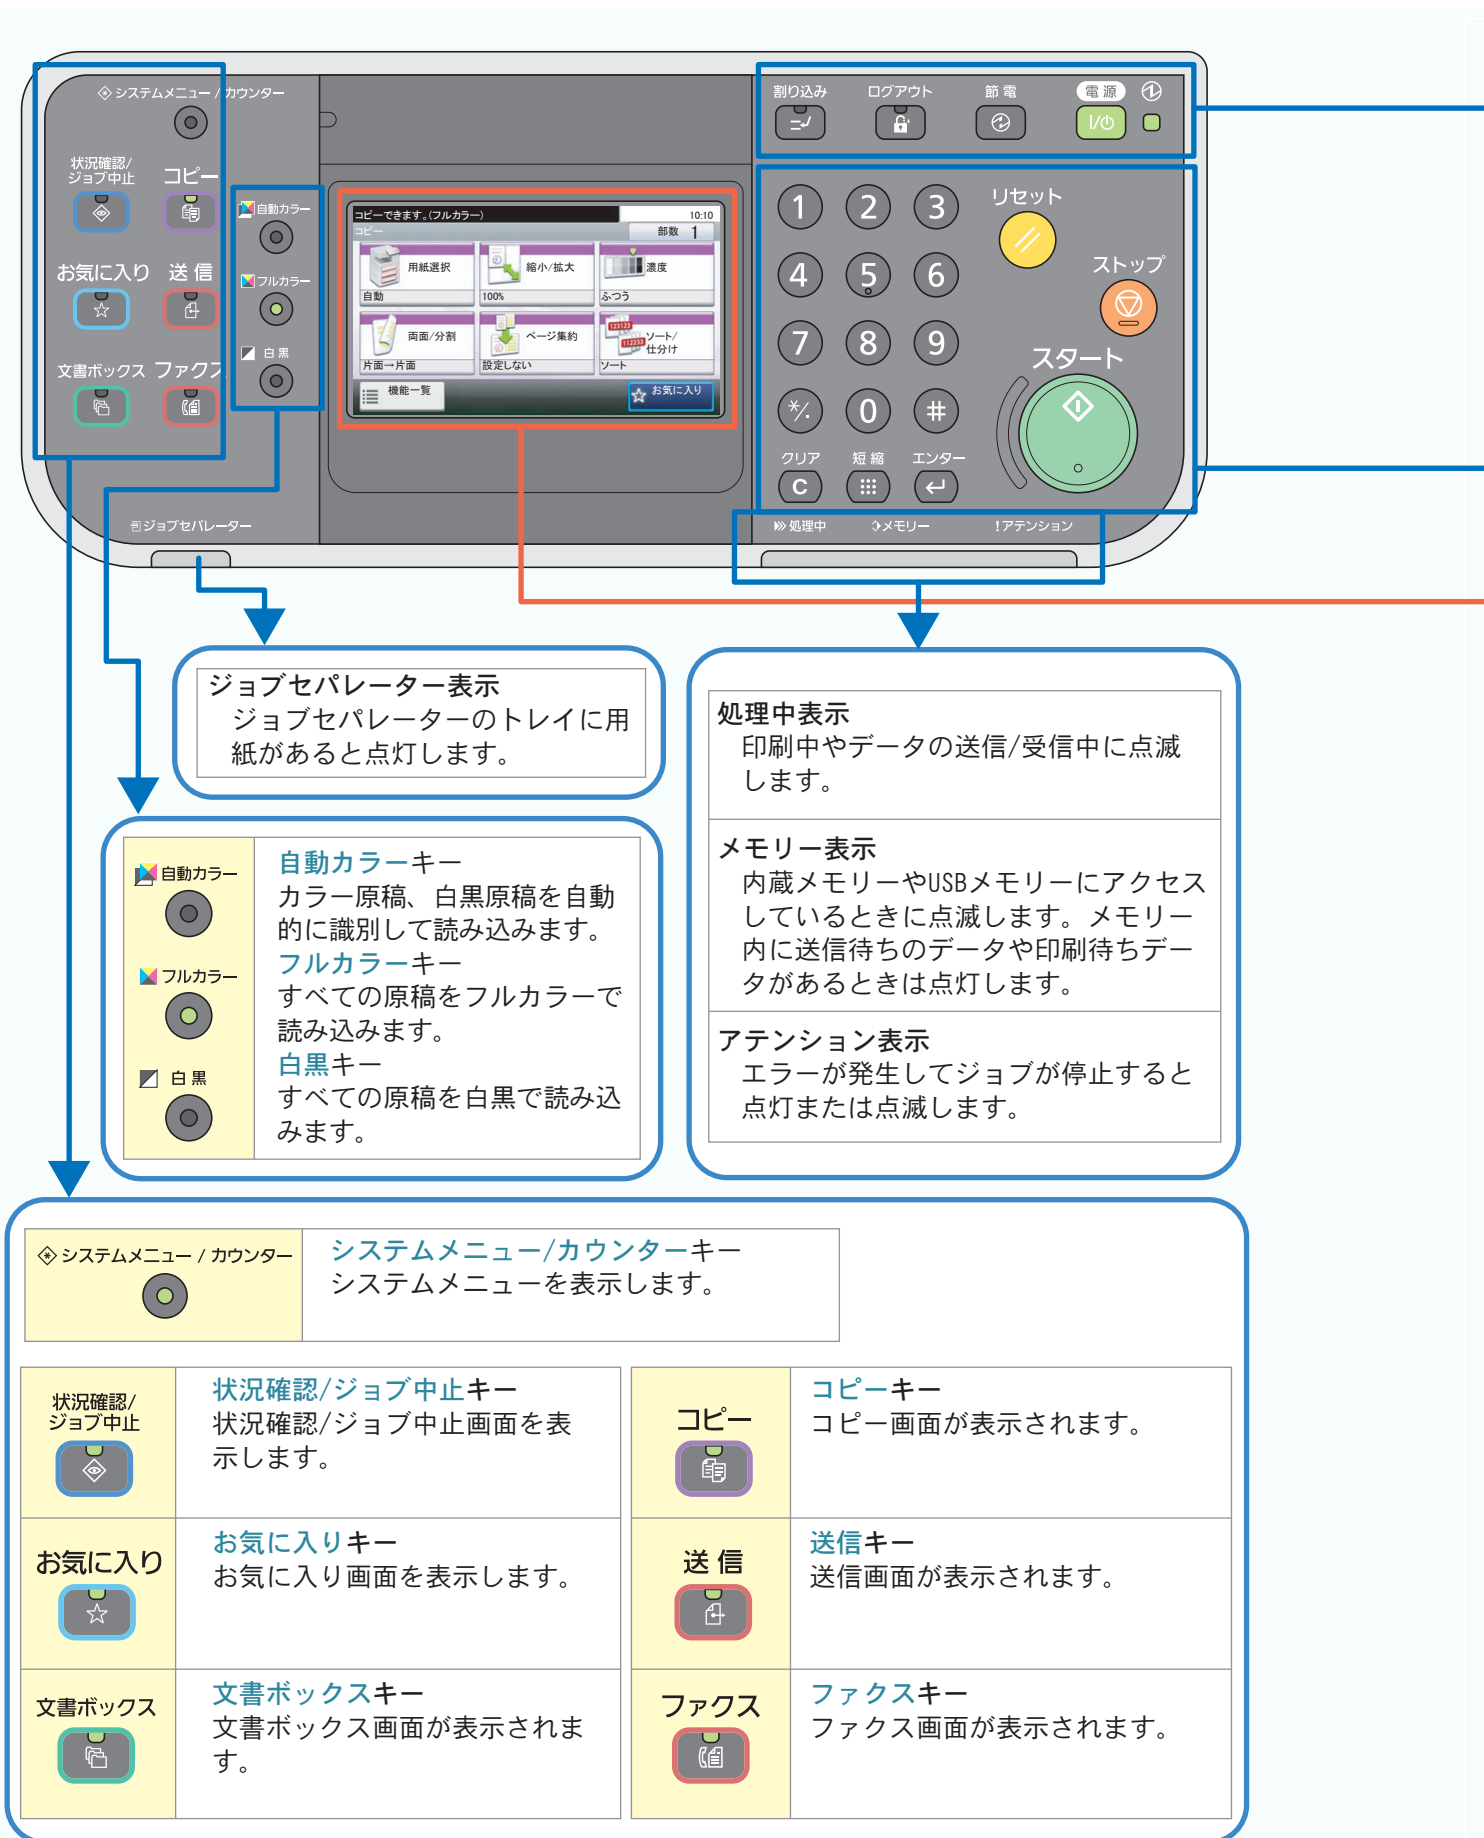 システムメニュー / カウンター
状況確認/
ジョブ中止
コピー
お気に入り
送信
文書ボックス
ファクス
自動カラー
フルカラー
白黒
ジョブセパレーター
コピーできます。(フルカラー)
10:10
コピー
部数 1
用紙選択
自動
縮小/拡大
100%
濃度
ふつう
両面/分割
片面→片面
ページ集約
設定しない
123123
112233
ソート/
仕分け
ソート
機能一覧
お気に入り
割り込み
ログアウト
節電
電源
1
2
3
リセット
4
5
6
ストップ
7
8
9
スタート
*/.
0
#
クリア
短縮
エンター
C
処理中
メモリー
!アテンション
ジョブセパレーター表示
ジョブセパレーターのトレイに用
紙があると点灯します。
処理中表示
印刷中やデータの送信/受信中に点滅
します。
メモリー表示
内蔵メモリーやUSBメモリーにアクセス
しているときに点滅します。メモリー
内に送信待ちのデータや印刷待ちデー
タがあるときは点灯します。
アテンション表示
エラーが発生してジョブが停止すると
点灯または点滅します。
自動カラー
フルカラー
白黒
自動カラーキー
カラー原稿、白黒原稿を自動
的に識別して読み込みます。
フルカラーキー
すべての原稿をフルカラーで
読み込みます。
白黒キー
すべての原稿を白黒で読み込
みます。
システムメニュー / カウンター
システムメニュー/カウンターキー
システムメニューを表示します。
状況確認/
ジョブ中止
状況確認/ジョブ中止キー
状況確認/ジョブ中止画面を表
示します。
コピー
コピーキー
コピー画面が表示されます。
お気に入り
お気に入りキー
お気に入り画面を表示します。
送信
送信キー
送信画面が表示されます。
文書ボックス
文書ボックスキー
文書ボックス画面が表示されま
す。
ファクス
ファクスキー
ファクス画面が表示されます。